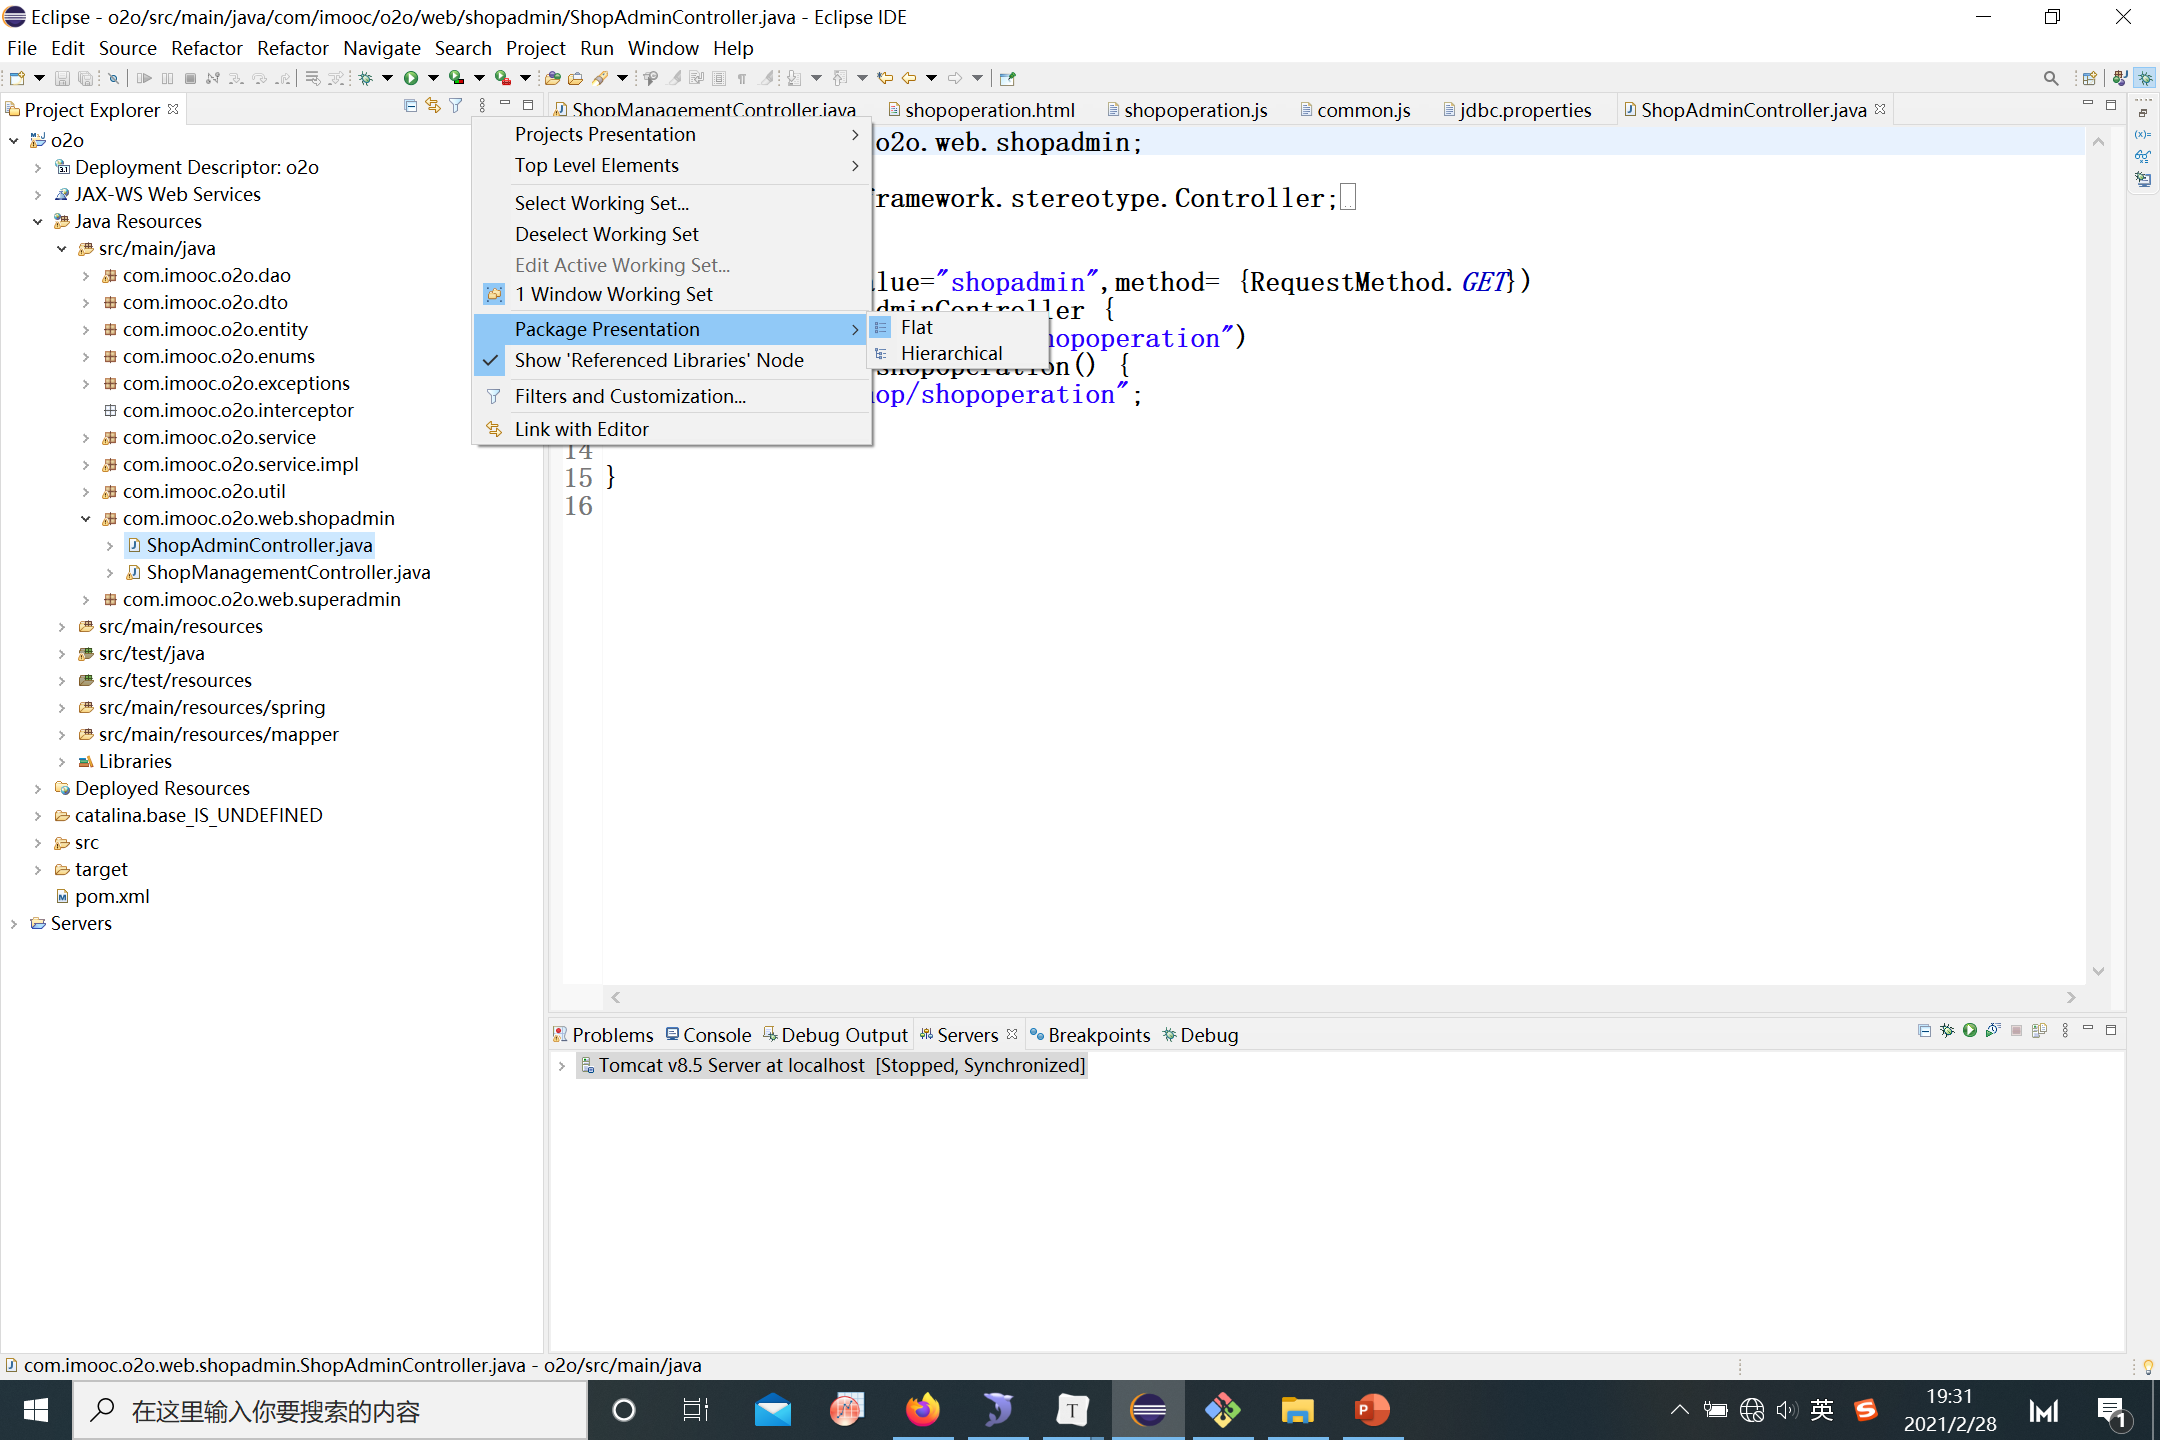 Eclipse - o2o/src/main/java/com/imooc/o2o/web/shopadmin/ShopAdminController.java - Eclipse IDE
File Edit Source Refactor Refactor Navigate Search Project Run Window Help
Project Explorer
ShopManagementController.java shopoperation.html shopoperation.js common.js jdbc.properties ShopAdminController.java
o2o
Deployment Descriptor: o2o
JAX-WS Web Services
Java Resources
src/main/java
com.imooc.o2o.dao
com.imooc.o2o.dto
com.imooc.o2o.entity
com.imooc.o2o.enums
com.imooc.o2o.exceptions
com.imooc.o2o.interceptor
com.imooc.o2o.service
com.imooc.o2o.service.impl
com.imooc.o2o.util
com.imooc.o2o.web.shopadmin
ShopAdminController.java
ShopManagementController.java
com.imooc.o2o.web.superadmin
src/main/resources
src/test/java
src/test/resources
src/main/resources/spring
src/main/resources/mapper
Libraries
Deployed Resources
catalina.base_IS_UNDEFINED
src
target
pom.xml
Servers
Projects Presentation
Top Level Elements
Select Working Set...
Deselect Working Set
Edit Active Working Set...
1 Window Working Set
Package Presentation
Show 'Referenced Libraries' Node
Filters and Customization...
Link with Editor
Flat
Hierarchical
o2o.web.shopadmin;
ramework.stereotype.Controller;
lue="shopadmin",method= {RequestMethod.GET})
dminController {
hopoperation")
shopoperation() {
op/shopoperation";
14
15 }
16
Problems Console Debug Output Servers Breakpoints Debug
Tomcat v8.5 Server at localhost [Stopped, Synchronized]
com.imooc.o2o.web.shopadmin.ShopAdminController.java - o2o/src/main/java
在这里输入你要搜索的内容
T
P
英
S
19:31
2021/2/28
1